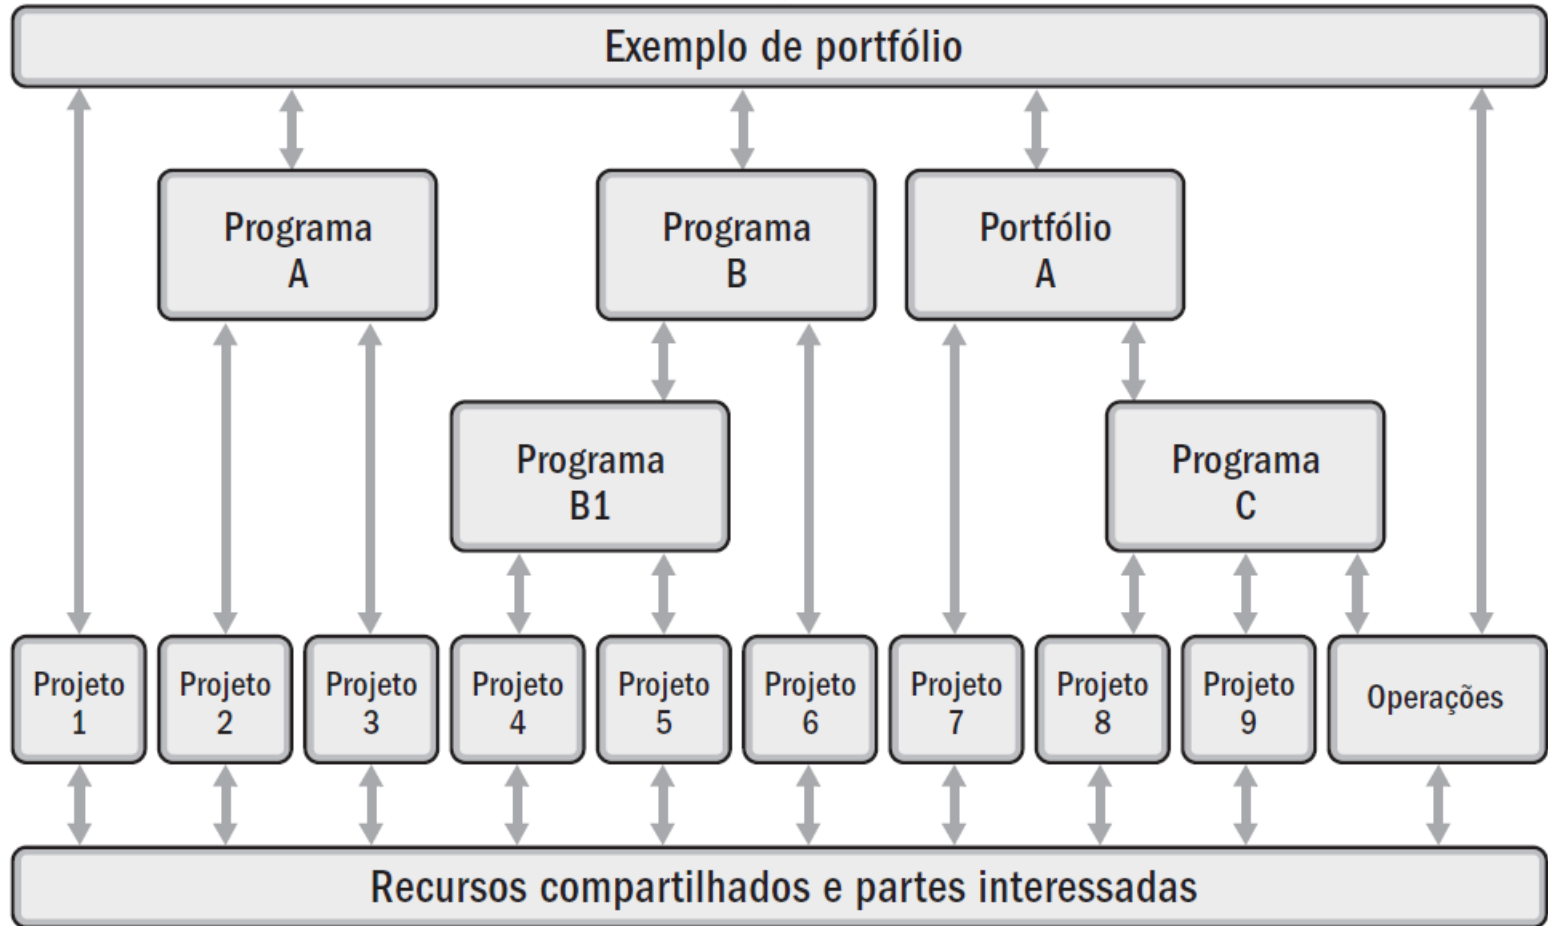 Exemplo de portfólio
Programa
A
Programa
B
Portfólio
A
Programa
B1
Programa
C
Projeto
1
Projeto
2
Projeto
3
Projeto
4
Projeto
5
Projeto
6
Projeto
7
Projeto
8
Projeto
9
Operações
Recursos compartilhados e partes interessadas